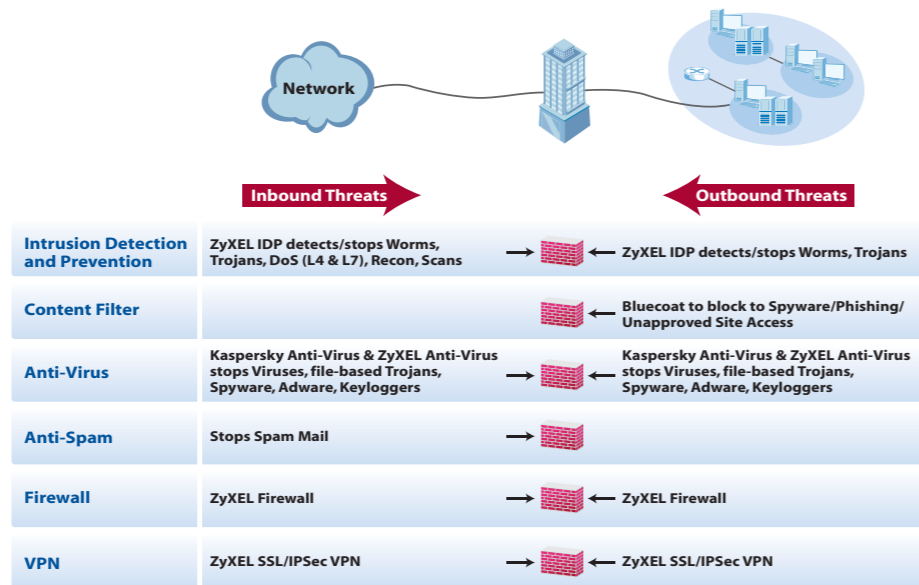 Network
Inbound Threats
Outbound Threats
Intrusion Detection
and Prevention
ZyXEL IDP detects/stops Worms,
Trojans, DoS (L4 & L7), Recon, Scans
ZyXEL IDP detects/stops Worms, Trojans
Content Filter
Bluecoat to block to Spyware/Phishing/
Unapproved Site Access
Anti-Virus
Kaspersky Anti-Virus & ZyXEL Anti-Virus
stops Viruses, file-based Trojans,
Spyware, Adware, Keyloggers
Kaspersky Anti-Virus & ZyXEL Anti-Virus
stops Viruses, file-based Trojans,
Spyware, Adware, Keyloggers
Anti-Spam
Stops Spam Mail
Firewall
ZyXEL Firewall
ZyXEL Firewall
VPN
ZyXEL SSL/IPSec VPN
ZyXEL SSL/IPSec VPN